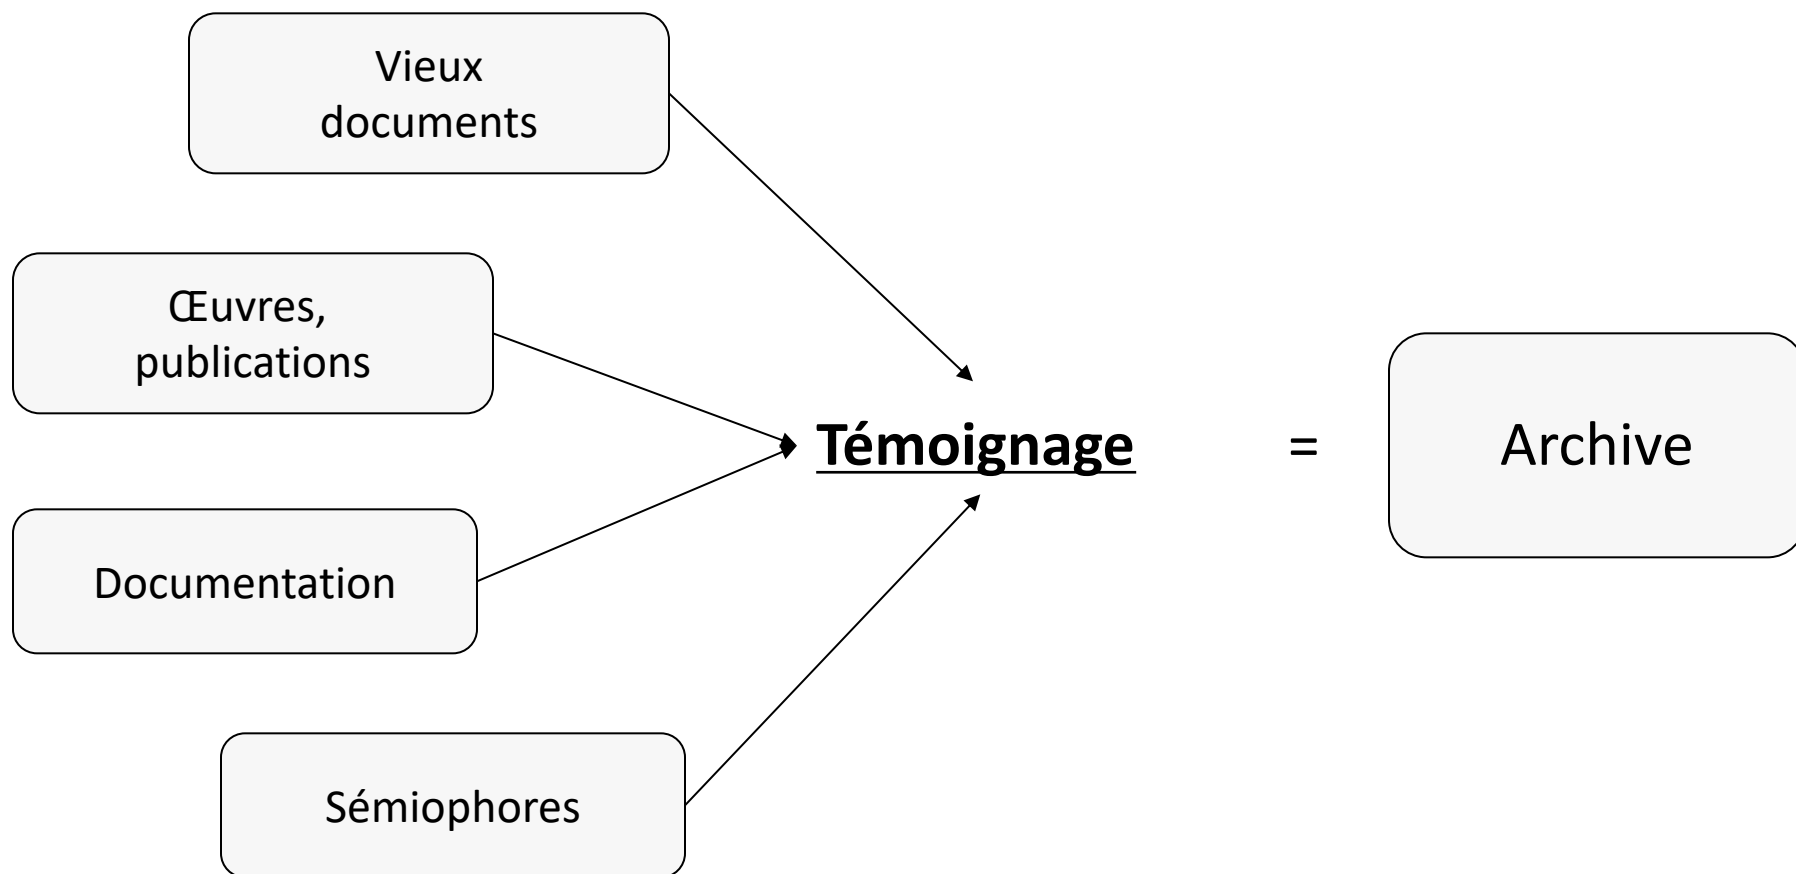 Vieux
documents
Œuvres,
publications
Témoignage = Archive
Documentation
Sémiophores